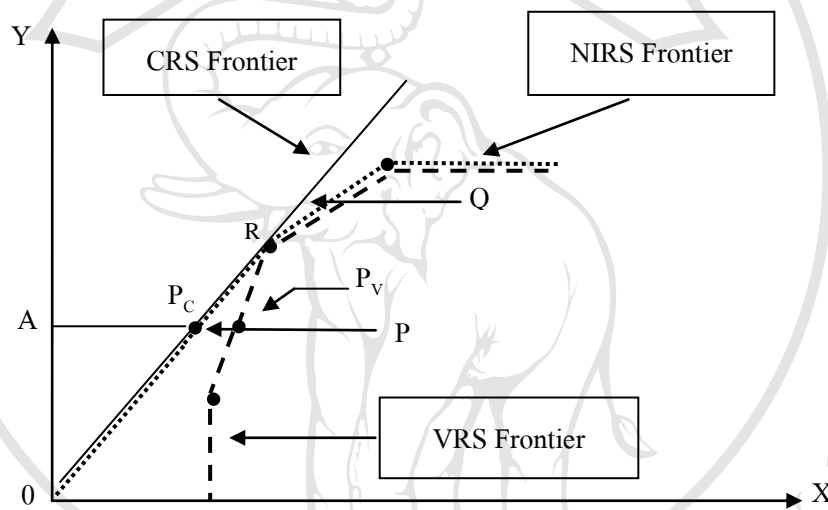 Y
CRS Frontier
NIRS Frontier
Q
R
P_C
P_V
A
P
VRS Frontier
0
X